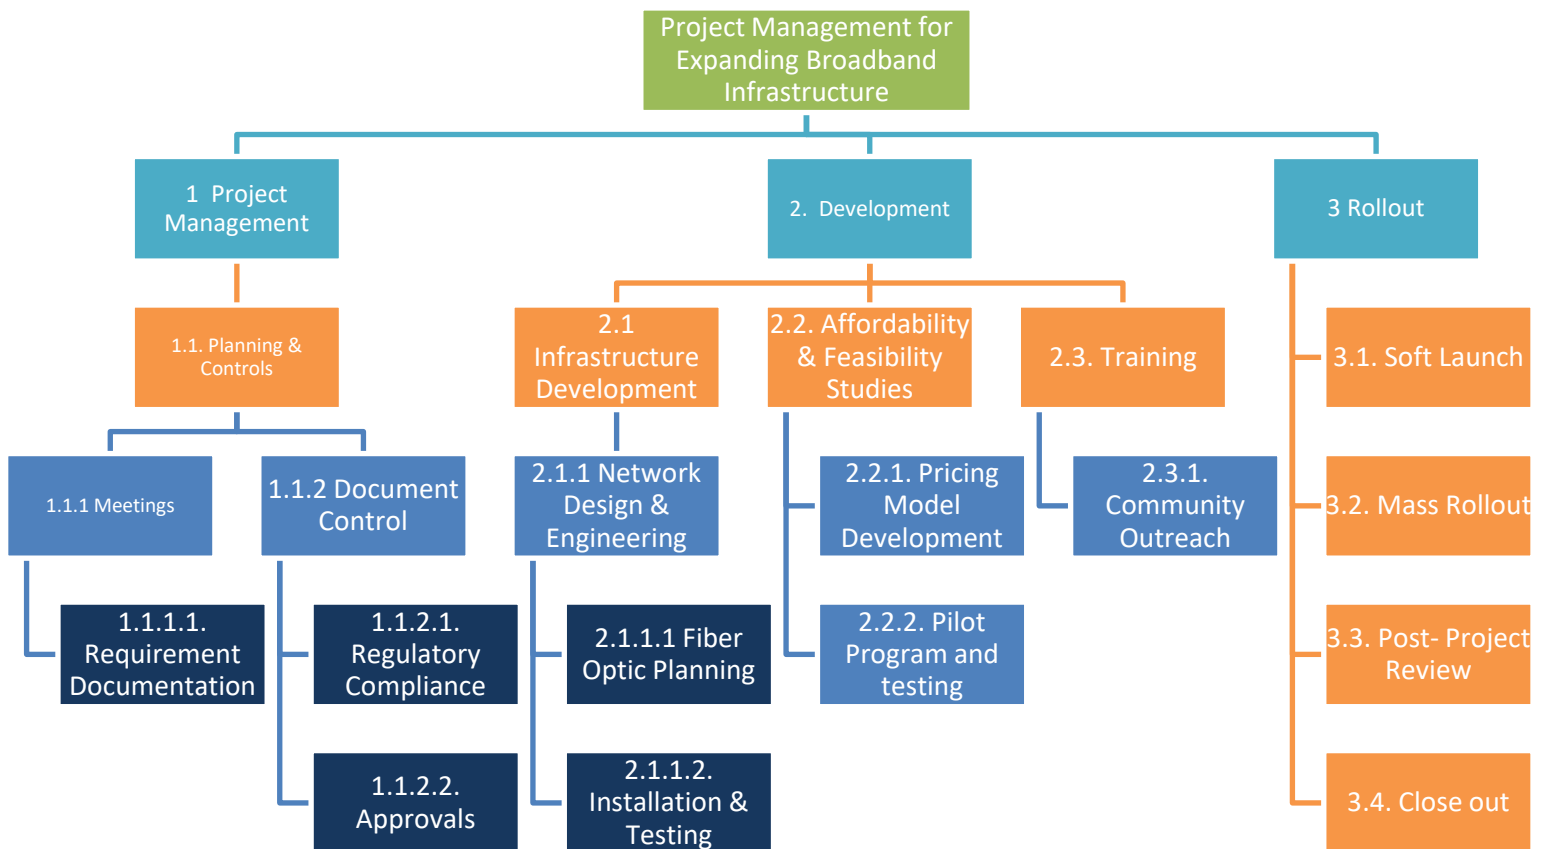 Project Management for
Expanding Broadband
Infrastructure
1 Project
Management
2. Development
3 Rollout
1.1. Planning &
Controls
2.1
Infrastructure
Development
2.2. Affordability
& Feasibility
Studies
2.3. Training
3.1. Soft Launch
1.1.1 Meetings
1.1.2 Document
Control
2.1.1 Network
Design &
Engineering
2.2.1. Pricing
Model
Development
2.3.1.
Community
Outreach
3.2. Mass Rollout
1.1.1.1.
Requirement
Documentation
1.1.2.1.
Regulatory
Compliance
2.1.1.1 Fiber
Optic Planning
2.2.2. Pilot
Program and
testing
3.3. Post- Project
Review
1.1.2.2.
Approvals
2.1.1.2.
Installation &
Testing
3.4. Close out